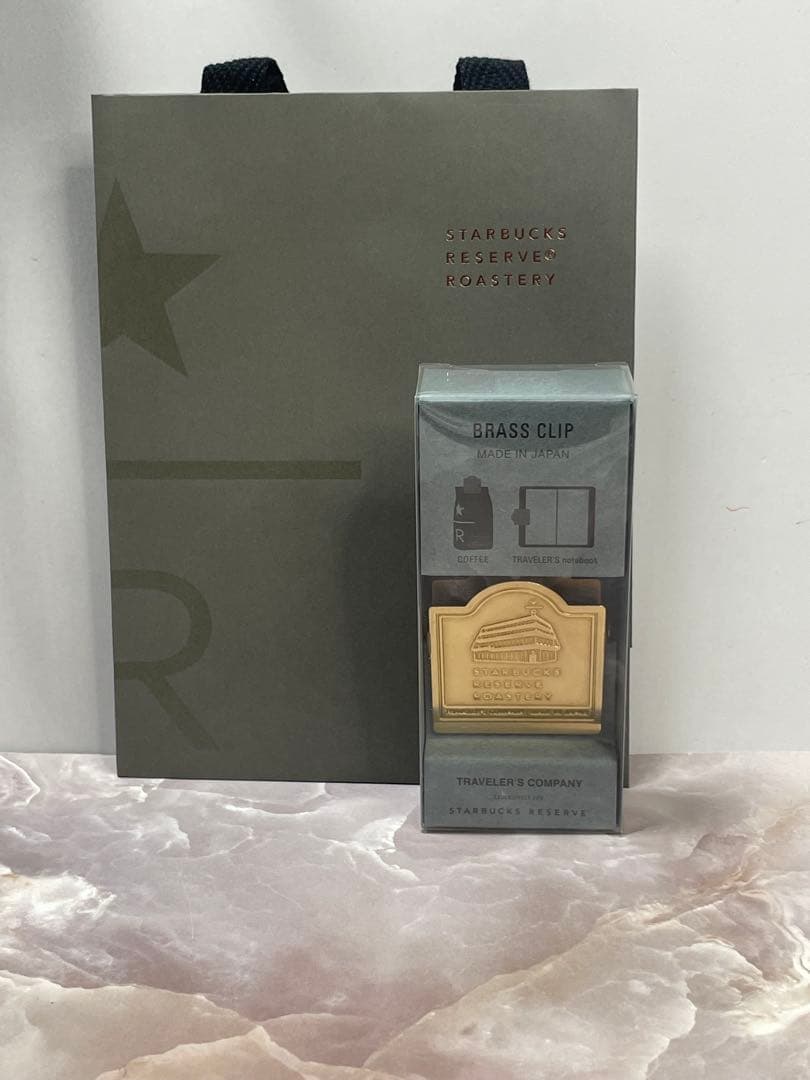 STARBUCKS
RESERVE®
ROASTERY
R
BRASS CLIP
MADE IN JAPAN
R
COFFEE
TRAVELER'S notebook
STARBUCKS
RESERVE
ROASTERY
TRAVELER'S COMPANY
STARBUCKS RESERVE